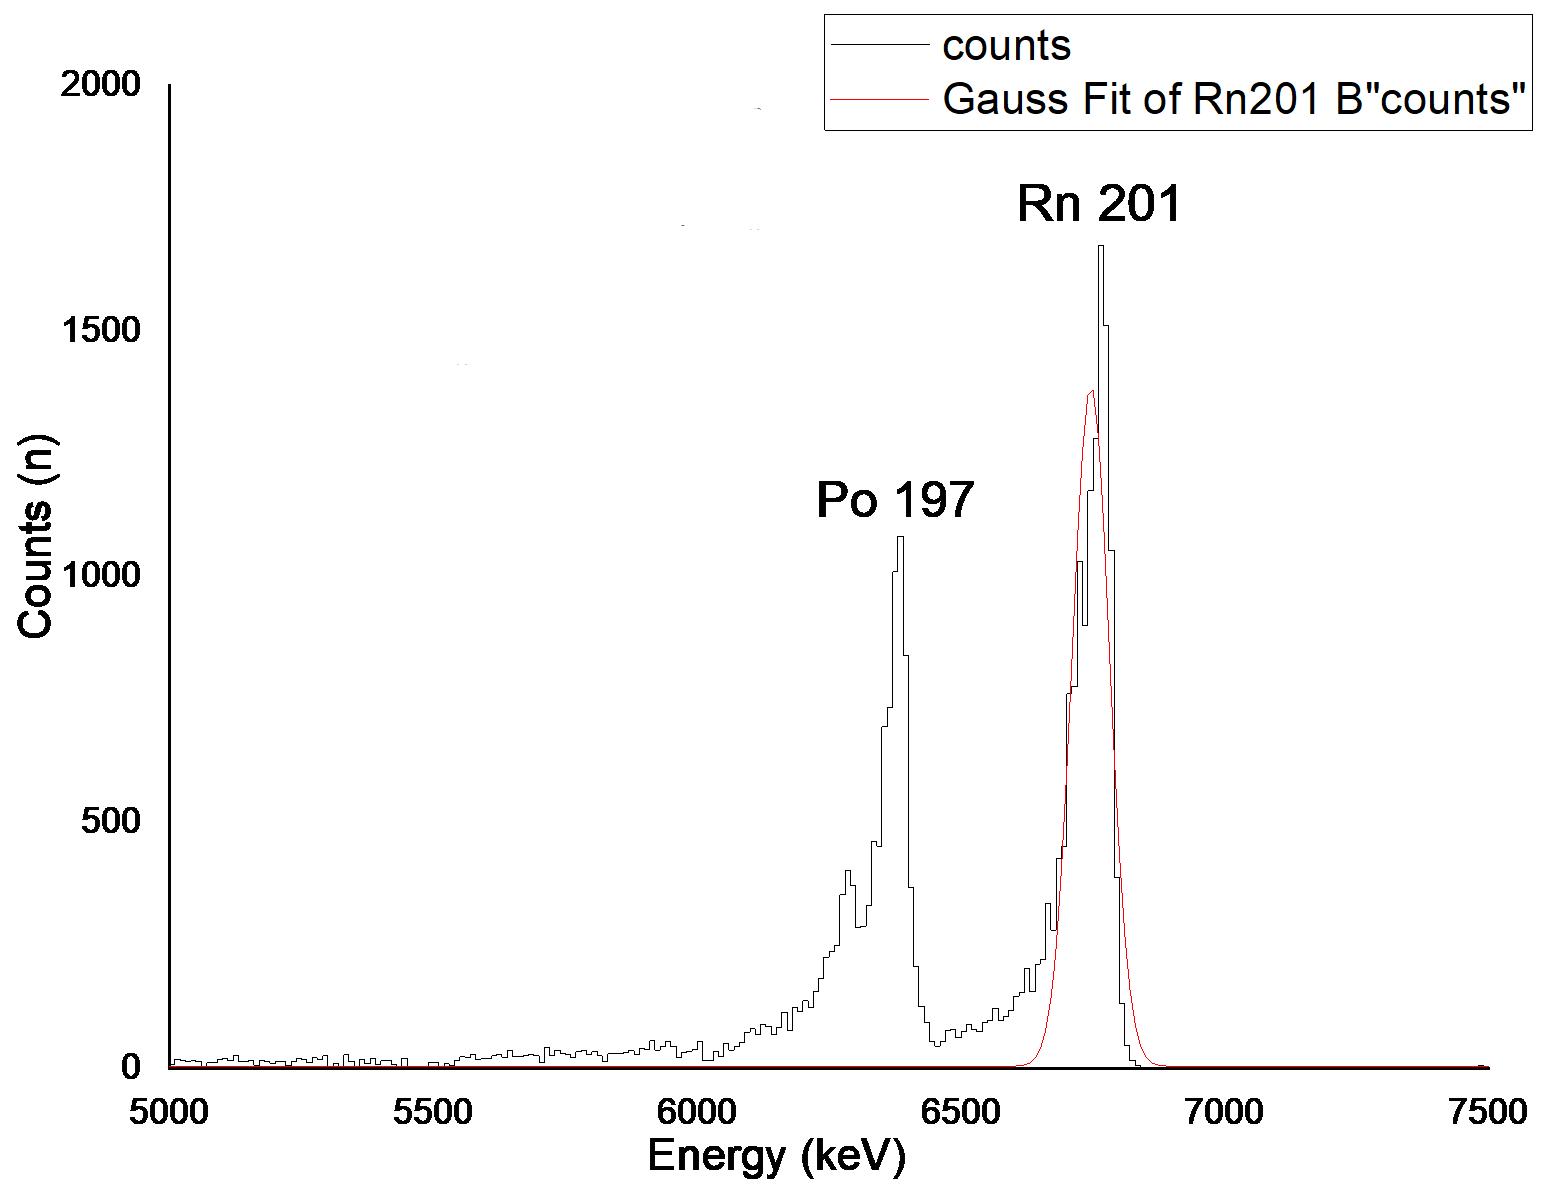 counts
Gauss Fit of Rn201 B"counts"
2000
1500
1000
500
0
Counts (n)
Rn 201
Po 197
5000 5500 6000 6500 7000 7500
Energy (keV)